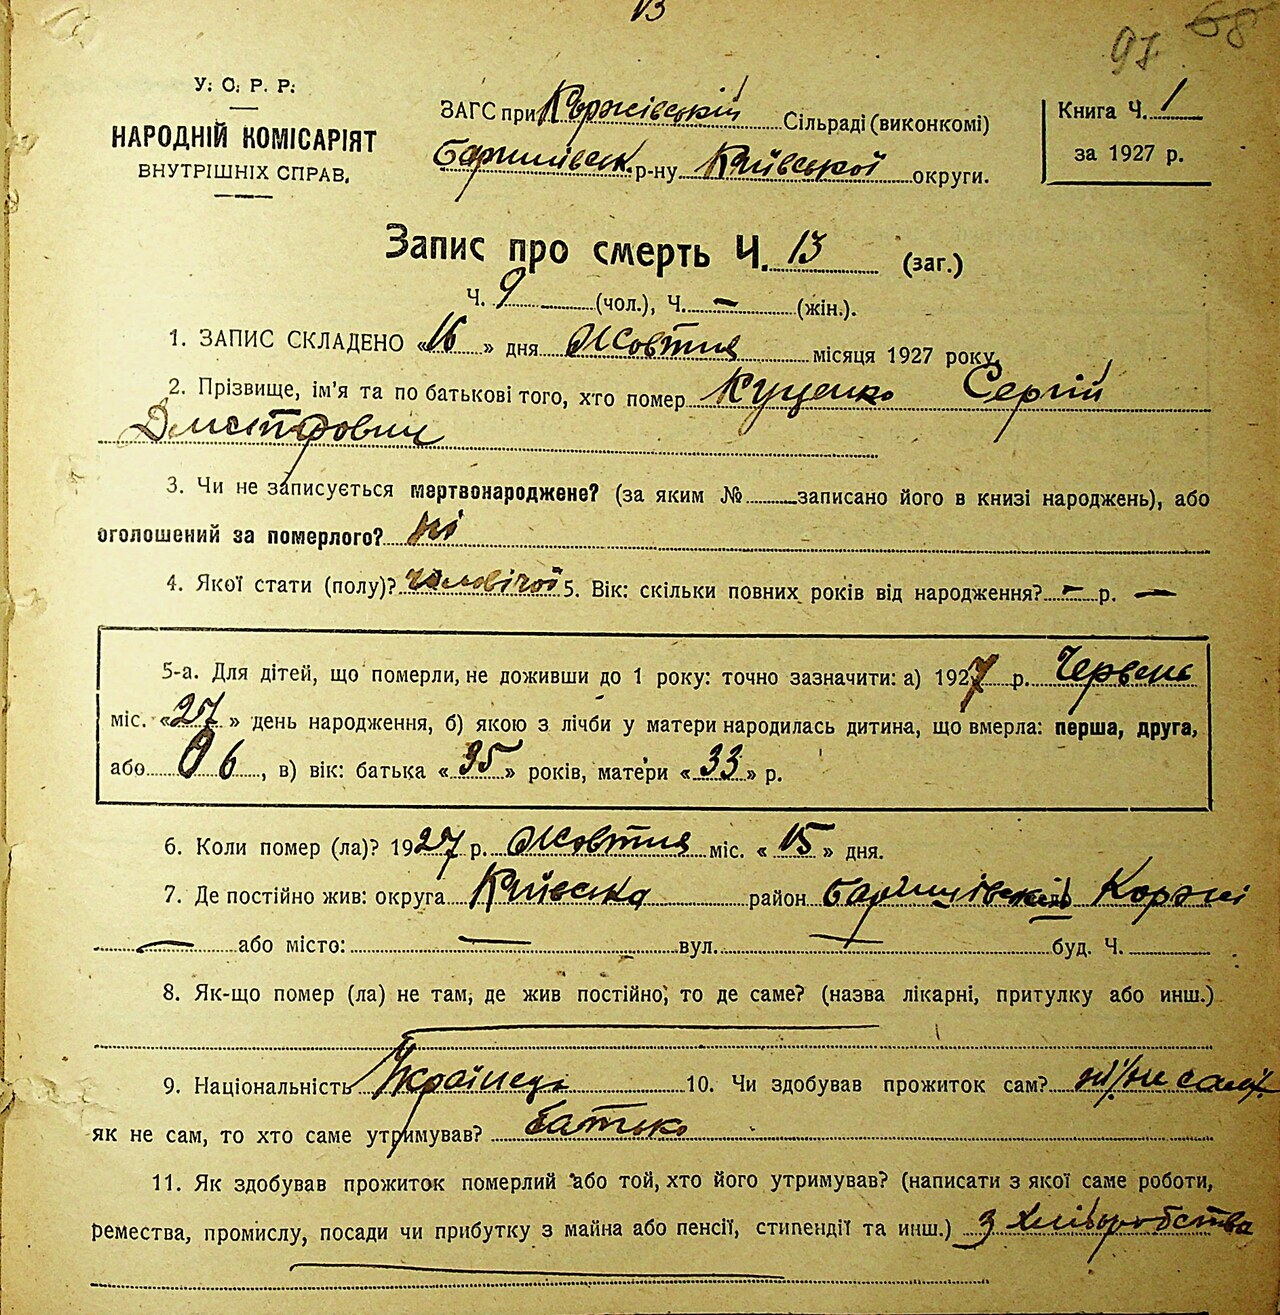 13
97. 68
У. С. Р. Р.
НАРОДНІЙ КОМІСАРІЯТ
ВНУТРІШНІХ СПРАВ.
ЗАГС при Коржівській Сільраді (виконкомі)
Баришівськ. р-ну Київської округи.
Книга Ч. 1
за 1927 р.
Запис про смерть Ч. 13 (заг.)
Ч. 9 — (чол.), Ч. — (жін.).
1. ЗАПИС СКЛАДЕНО «16» дня Жовтня місяця 1927 року.
2. Прізвище, ім'я та по батькові того, хто помер Куценко Сергій
Дмитрович
3. Чи не записується мертвонароджене? (за яким № записано його в книзі народжень), або
оголошений за померлого? ні
4. Якої стати (полу)? чоловічої 5. Вік: скільки повних років від народження? — р. —
5-а. Для дітей, що померли, не доживши до 1 року: точно зазначити: а) 1927 р. Червень
міс. «27» день народження, б) якою з лічби у матери народилась дитина, що вмерла: перша, друга,
або 6, в) вік: батька «35» років, матери «33» р.
6. Коли помер (ла)? 1927 р. Жовтня міс. «15» дня.
7. Де постійно жив: округа Київська район Баришівській Коржі
— або місто: — вул. — буд. Ч.
8. Як-що помер (ла) не там, де жив постійно, то де саме? (назва лікарні, притулку або инш.)
9. Національність Українець 10. Чи здобував прожиток сам? ні/не сам/.
як не сам, то хто саме утримував? батько
11. Як здобував прожиток померлий або той, хто його утримував? (написати з якої саме роботи,
ремества, промислу, посади чи прибутку з майна або пенсії, стипендії та инш.) з хліборобства